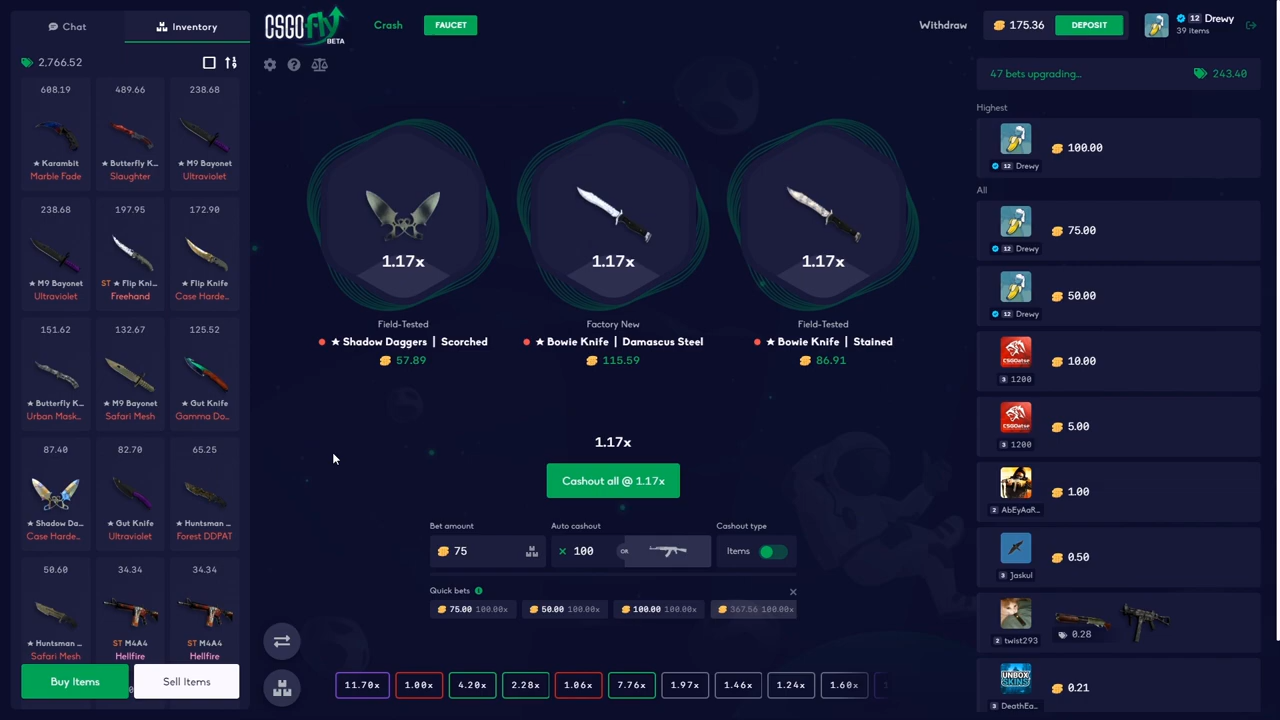 Chat
Inventory
2,766.52
608.19
489.66
238.68
★ Karambit
Marble Fade
★ Butterfly K...
Slaughter
★ M9 Bayonet
Ultraviolet
238.68
197.95
172.90
★ M9 Bayonet
Ultraviolet
ST ★ Flip Kni...
Freehand
★ Flip Knife
Case Harde...
151.62
132.67
125.52
★ Butterfly K...
Urban Mask...
★ M9 Bayonet
Safari Mesh
★ Gut Knife
Gamma Do...
87.40
82.70
65.25
★ Shadow Da...
Case Harde...
★ Gut Knife
Ultraviolet
★ Huntsman ...
Forest DDPAT
50.60
34.34
34.34
★ Huntsman ...
Safari Mesh
ST M4A4
Hellfire
ST M4A4
Hellfire
Buy Items
Sell Items
CSGOfly
BETA
Crash
FAUCET
Withdraw
175.36
DEPOSIT
12 Drewy
39 items
1.17x
1.17x
1.17x
Field-Tested
★ Shadow Daggers | Scorched
57.89
Factory New
★ Bowie Knife | Damascus Steel
115.59
Field-Tested
★ Bowie Knife | Stained
86.91
1.17x
Cashout all @ 1.17x
Bet amount
75
Auto cashout
× 100
OR
Cashout type
Items
Quick bets
75.00 100.00x
50.00 100.00x
100.00 100.00x
367.56 100.00x
11.70x
1.00x
4.20x
2.28x
1.06x
7.76x
1.97x
1.46x
1.24x
1.60x
47 bets upgrading...
243.40
Highest
12 Drewy
100.00
All
12 Drewy
75.00
12 Drewy
50.00
3 1200
10.00
3 1200
5.00
2 AbEyAaR...
1.00
3 Jaskul
0.50
2 twist293
0.28
UNBOX
SKINS
3 DeathEa...
0.21